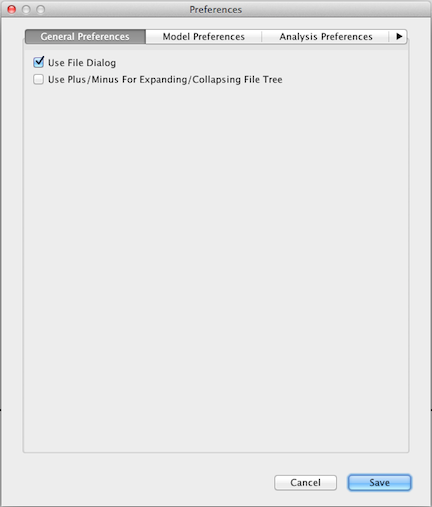 Preferences
General Preferences
Model Preferences
Analysis Preferences
Use File Dialog
Use Plus/Minus For Expanding/Collapsing File Tree
Cancel
Save